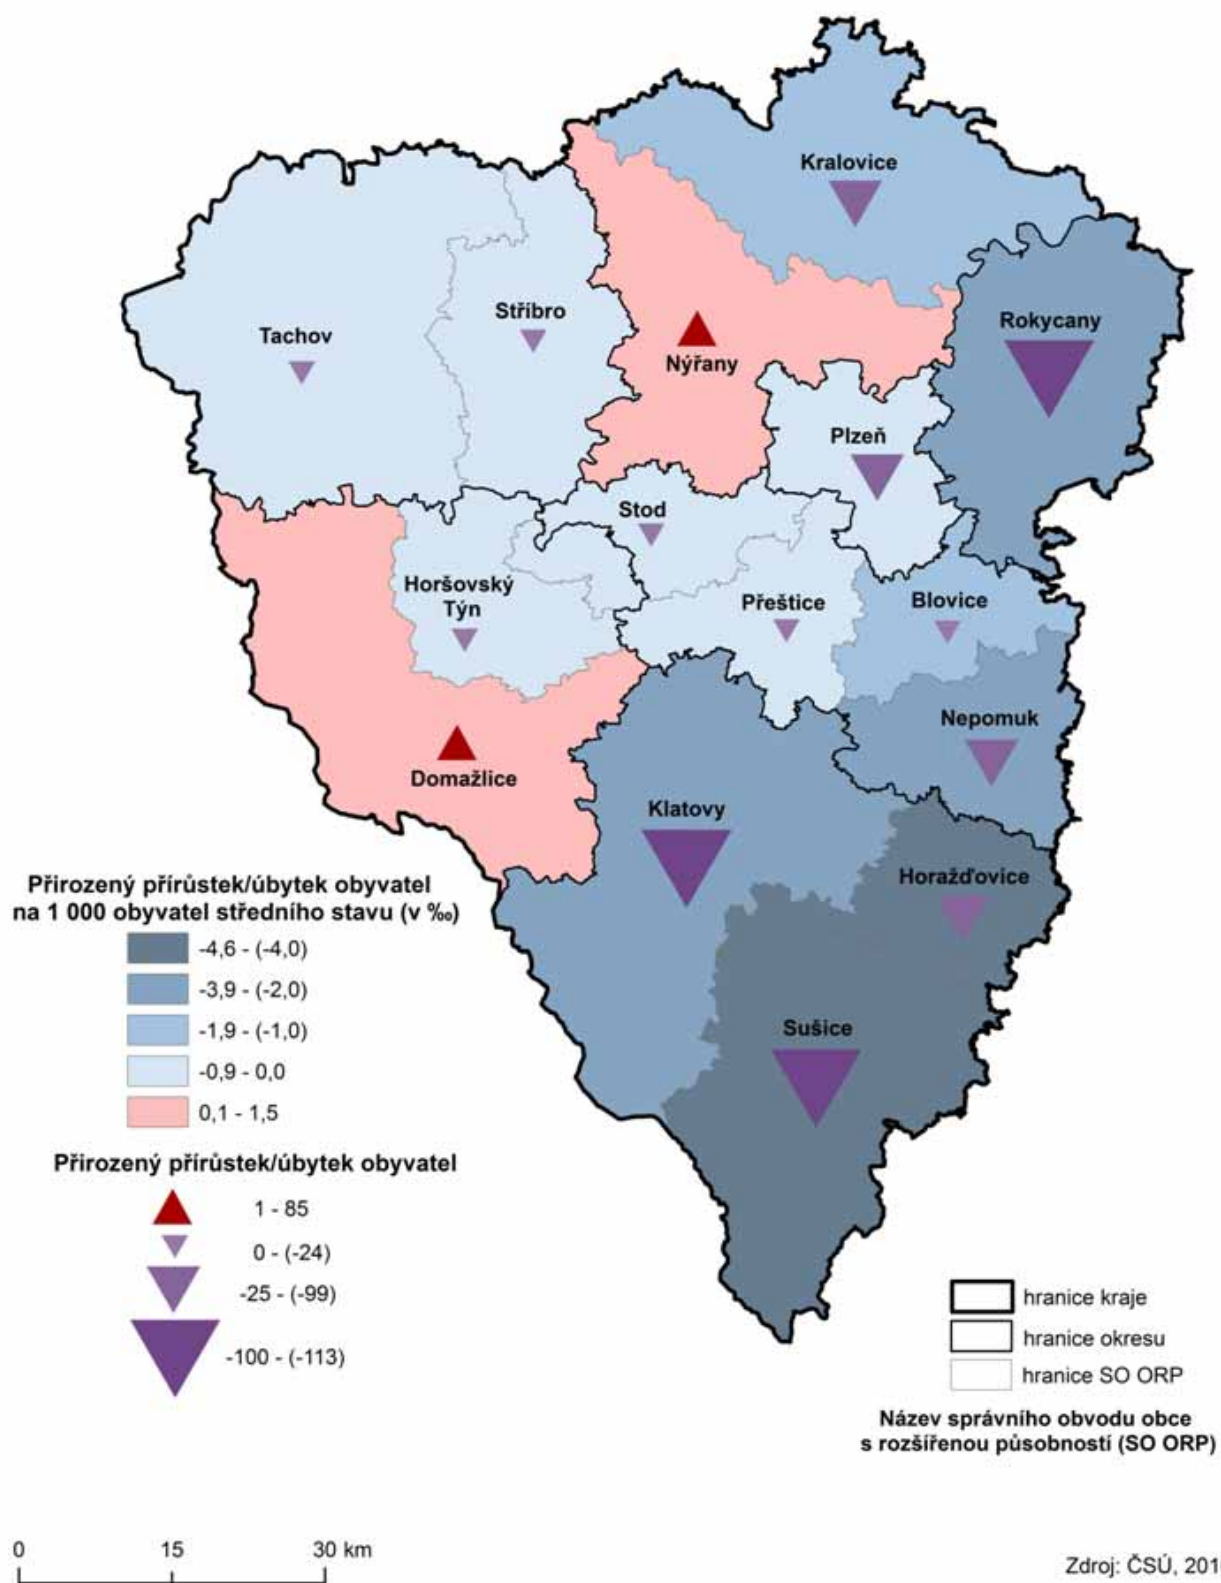 Kralovice
Rokycany
Stříbro
Tachov
Nýřany
Plzeň
Stod
Horšovský
Týn
Přeštice
Blovice
Nepomuk
Domažlice
Klatovy
Horažďovice
Sušice
Přirozený přírůstek/úbytek obyvatel
na 1 000 obyvatel středního stavu (v ‰)
-4,6 - (-4,0)
-3,9 - (-2,0)
-1,9 - (-1,0)
-0,9 - 0,0
0,1 - 1,5
Přirozený přírůstek/úbytek obyvatel
1 - 85
0 - (-24)
-25 - (-99)
-100 - (-113)
hranice kraje
hranice okresu
hranice SO ORP
Název správního obvodu obce
s rozšířenou působností (SO ORP)
0 15 30 km
Zdroj: ČSÚ, 201